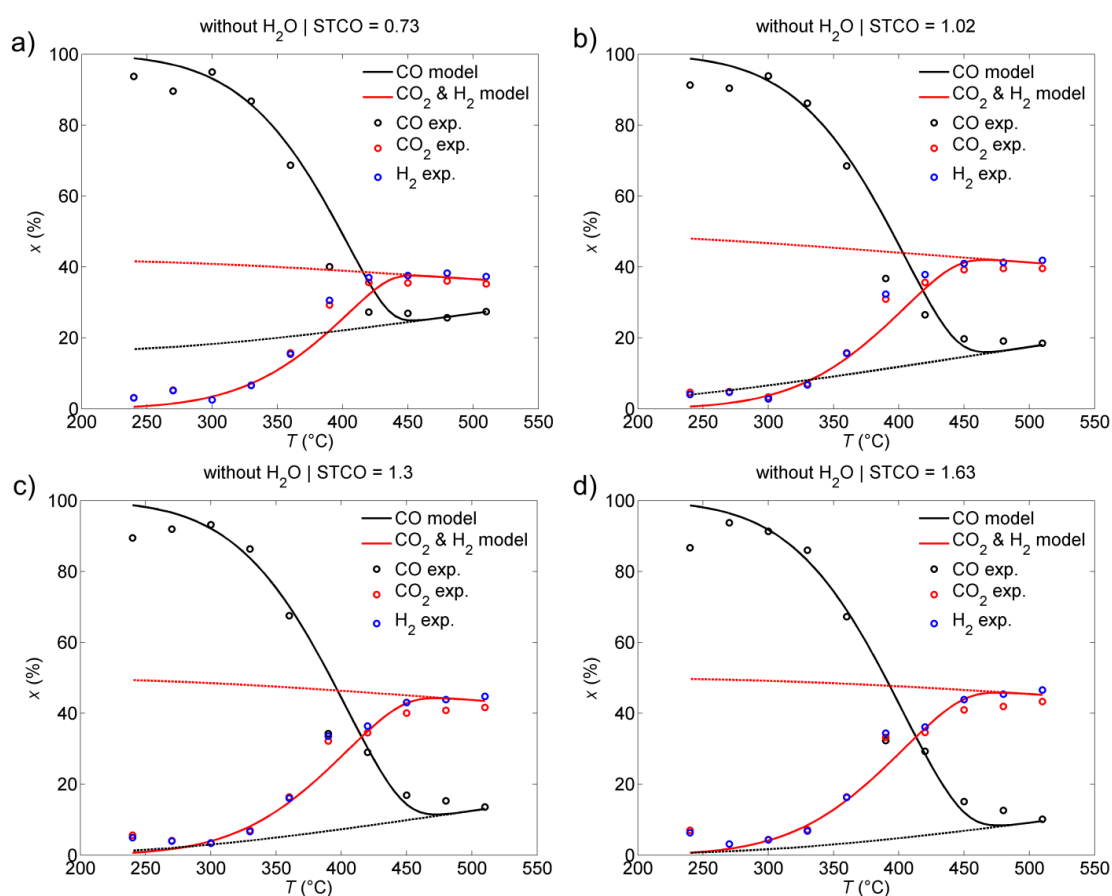 a)
without H2O | STCO = 0.73
100
80
60
40
20
0
x (%)
CO model
CO2 & H2 model
CO exp.
CO2 exp.
H2 exp.
200 250 300 350 400 450 500 550
T (°C)
b)
without H2O | STCO = 1.02
100
80
60
40
20
0
x (%)
CO model
CO2 & H2 model
CO exp.
CO2 exp.
H2 exp.
200 250 300 350 400 450 500 550
T (°C)
c)
without H2O | STCO = 1.3
100
80
60
40
20
0
x (%)
CO model
CO2 & H2 model
CO exp.
CO2 exp.
H2 exp.
200 250 300 350 400 450 500 550
T (°C)
d)
without H2O | STCO = 1.63
100
80
60
40
20
0
x (%)
CO model
CO2 & H2 model
CO exp.
CO2 exp.
H2 exp.
200 250 300 350 400 450 500 550
T (°C)